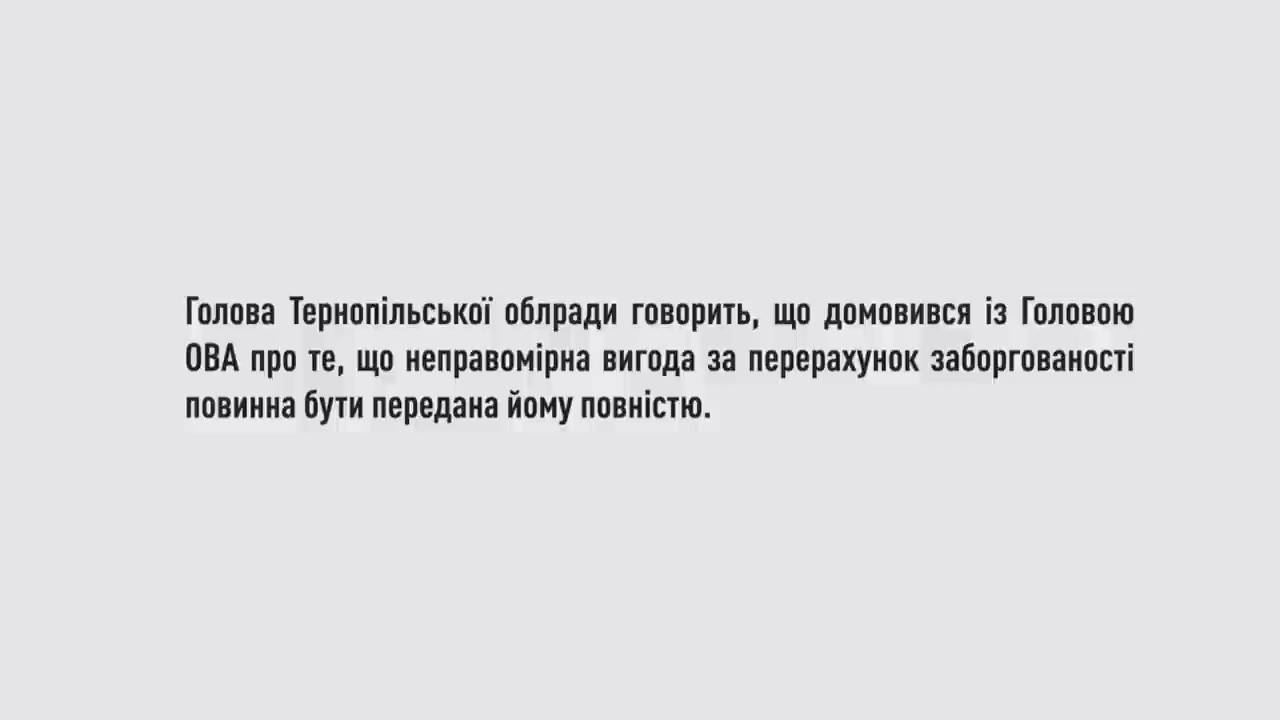 Голова Тернопільської облради говорить, що домовився із Головою
ОВА про те, що неправомірна вигода за перерахунок заборгованості
повинна бути передана йому повністю.